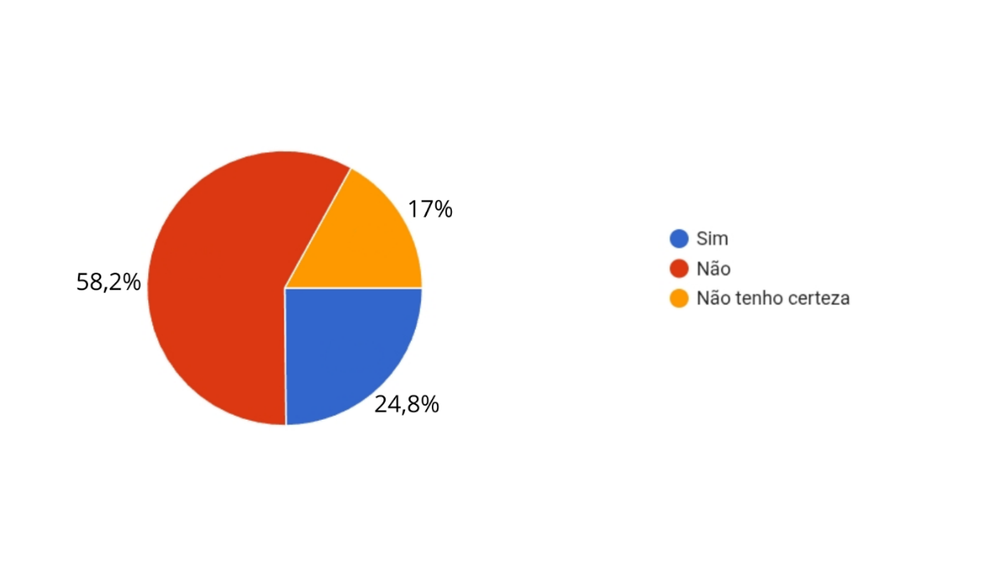 17%
58,2%
24,8%
Sim
Não
Não tenho certeza